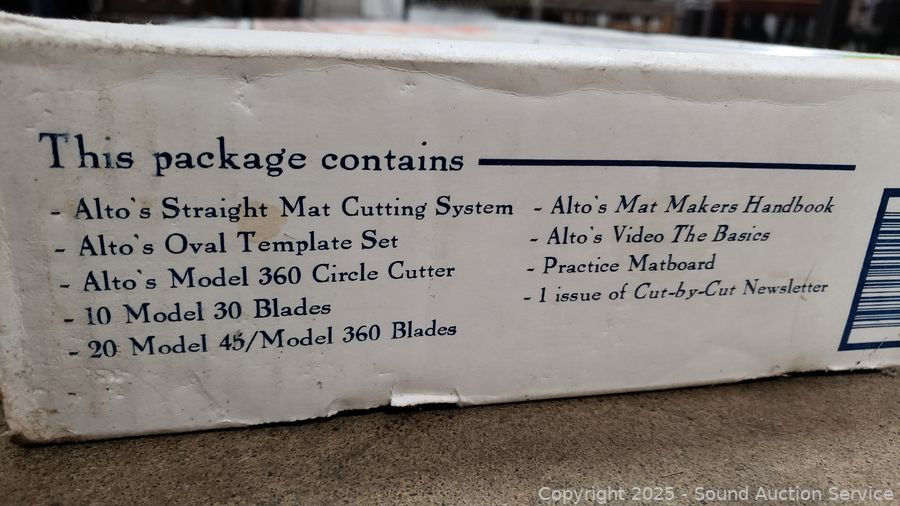 This package contains
- Alto's Straight Mat Cutting System
- Alto's Oval Template Set
- Alto's Model 360 Circle Cutter
- 10 Model 30 Blades
- 20 Model 45/Model 360 Blades
- Alto's Mat Makers Handbook
- Alto's Video The Basics
- Practice Matboard
- 1 issue of Cut-by-Cut Newsletter
Copyright © 2025 - Sound Auction Service